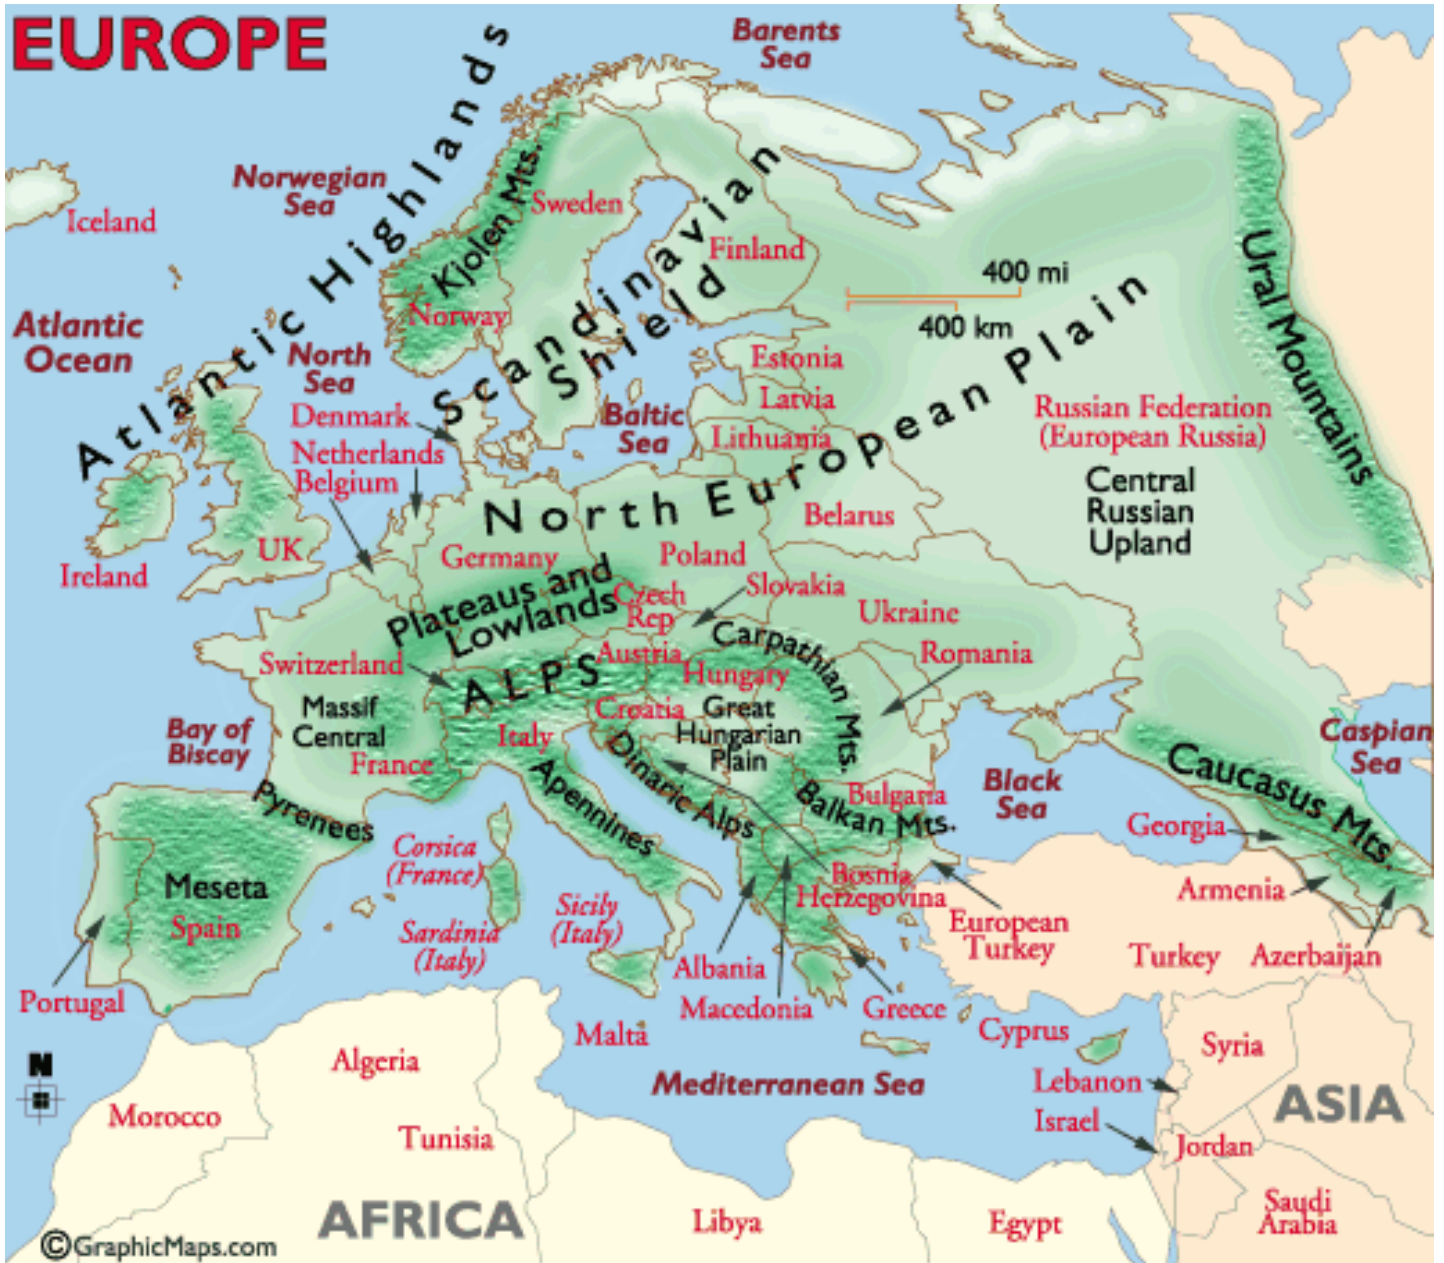 EUROPE
Barents
Sea
Atlantic Highlands
Norwegian
Sea
Iceland
Kjolen Mts.
Sweden
Scandinavian
Shield
Finland
Norway
400 mi
400 km
Ural Mountains
Atlantic
Ocean
North
Sea
Denmark
Netherlands
Belgium
Baltic
Sea
Estonia
Latvia
Lithuania
Russian Federation
(European Russia)
Central
Russian
Upland
North European Plain
Belarus
Ireland
UK
Germany
Poland
Plateaus and
Lowlands
Czech
Rep
Slovakia
Ukraine
Carpathian Mts.
Romania
Switzerland
ALPS
Austria
Hungary
Massif
Central
France
Italy
Croatia
Great
Hungarian
Plain
Bay of
Biscay
Pyrenees
Apennines
Dinaric Alps
Balkan Mts.
Bulgaria
Black
Sea
Caucasus Mts.
Caspian
Sea
Georgia
Armenia
Azerbaijan
Corsica
(France)
Meseta
Spain
Sardinia
(Italy)
Sicily
(Italy)
Bosnia
Herzegovina
European
Turkey
Turkey
Portugal
Albania
Macedonia
Greece
Malta
Cyprus
Mediterranean Sea
Syria
Lebanon
Israel
Jordan
ASIA
N
Morocco
Algeria
Tunisia
AFRICA
Libya
Egypt
Saudi
Arabia
©GraphicMaps.com